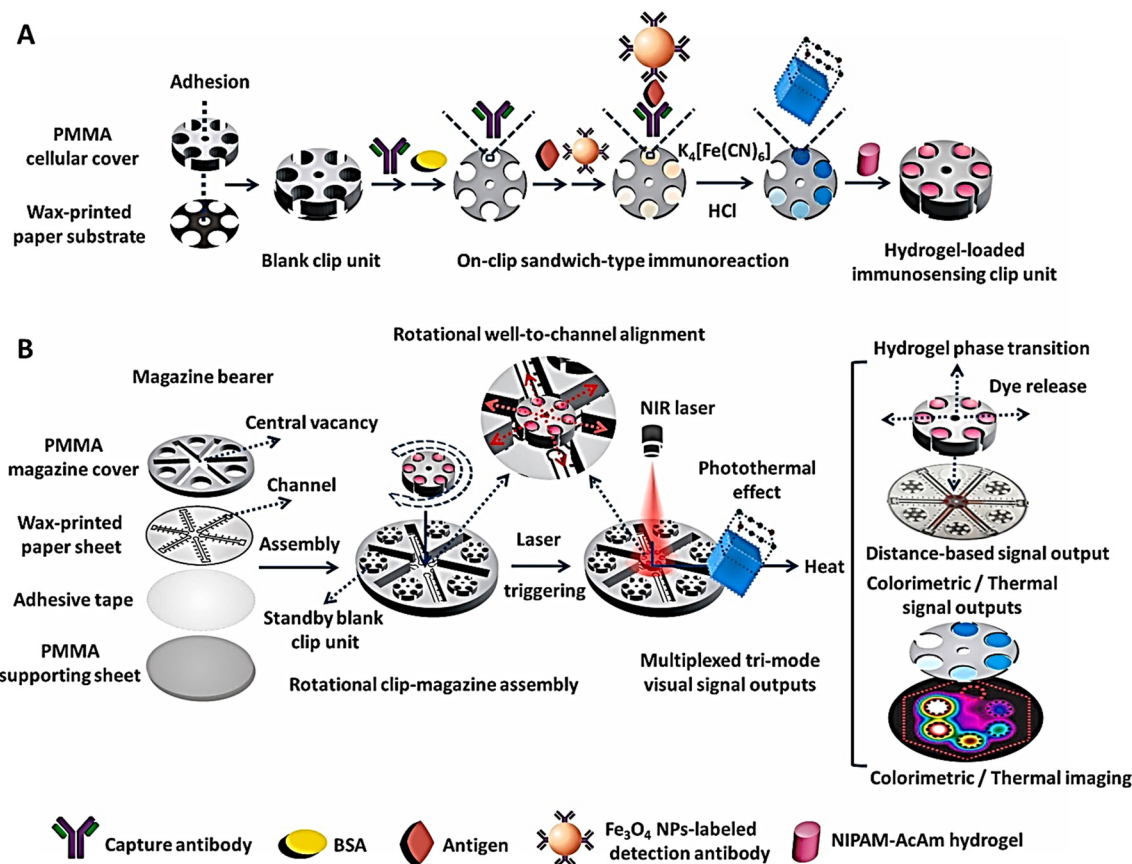 A
Adhesion
PMMA
cellular cover
Wax-printed
paper substrate
Blank clip unit
K₄[Fe(CN)₆]
HCl
On-clip sandwich-type immunoreaction
Hydrogel-loaded
immunosensing clip unit
B
Rotational well-to-channel alignment
Magazine bearer
Central vacancy
PMMA
magazine cover
Channel
Wax-printed
paper sheet
Assembly
Adhesive tape
Standby blank
clip unit
PMMA
supporting sheet
Rotational clip-magazine assembly
NIR laser
Photothermal
effect
Laser
triggering
Heat
Multiplexed tri-mode
visual signal outputs
Hydrogel phase transition
Dye release
Distance-based signal output
Colorimetric / Thermal
signal outputs
Colorimetric / Thermal imaging
Capture antibody
BSA
Antigen
Fe₃O₄ NPs-labeled
detection antibody
NIPAM-AcAm hydrogel